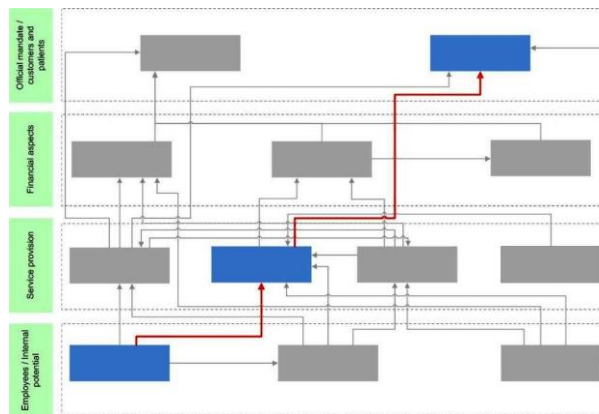 Official mandate /
customers and
patients
Financial aspects
Service provision
Employees / Internal
potential